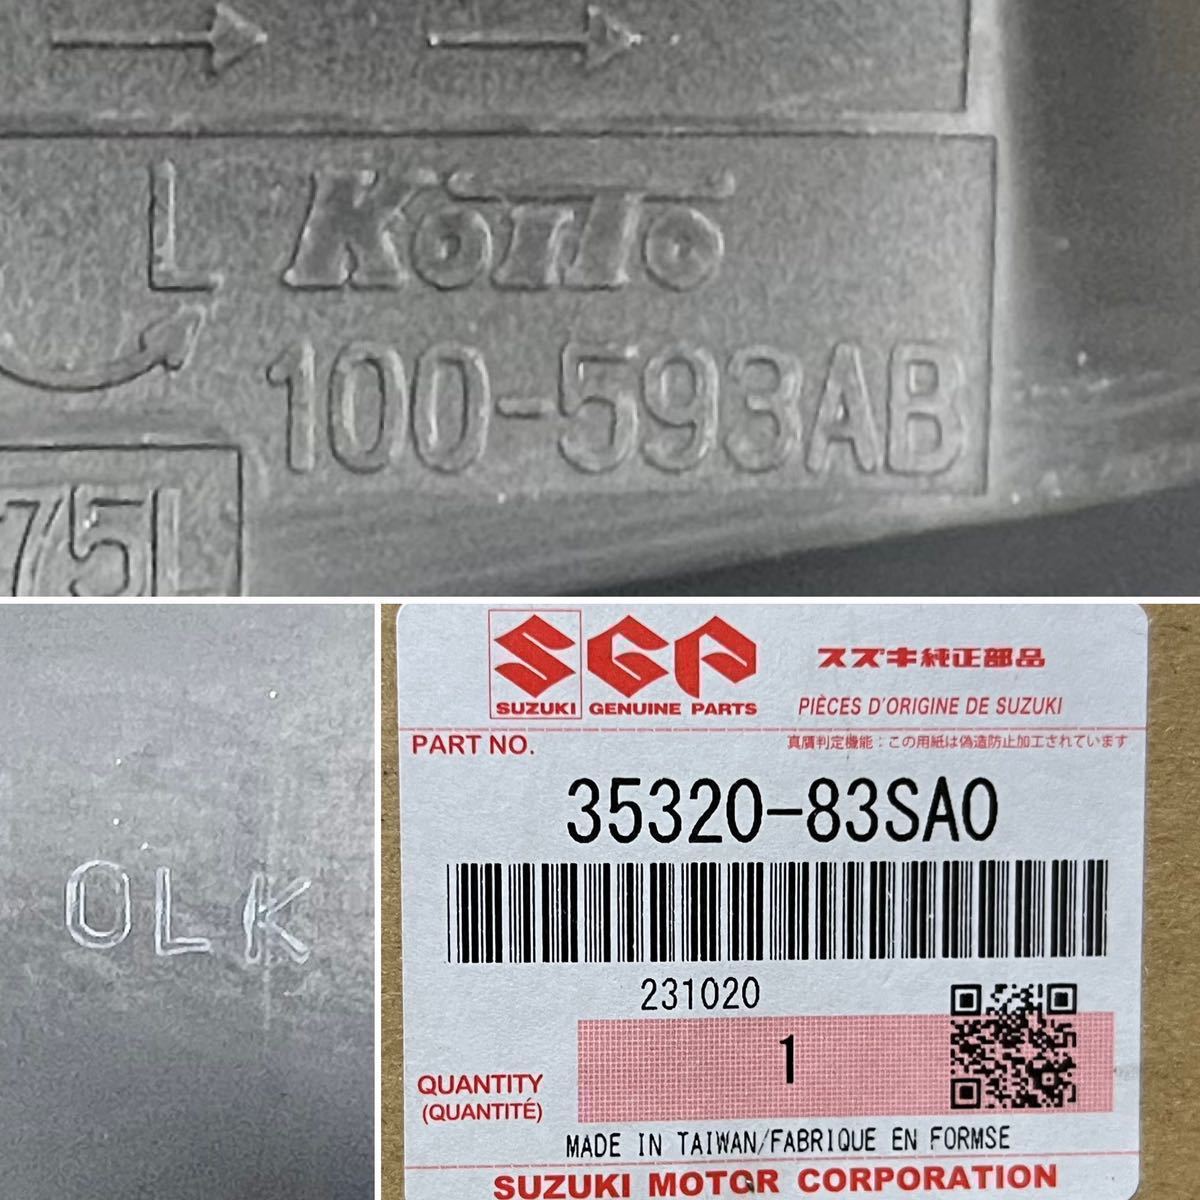 L KOITO
100-593AB
75L
OLK
SGP
SUZUKI GENUINE PARTS
スズキ純正部品
PIÈCES D'ORIGINE DE SUZUKI
PART NO.
真贋判定機能：この用紙は偽造防止加工されています
35320-83SA0
231020
1
QUANTITY
(QUANTITÉ)
MADE IN TAIWAN/FABRIQUE EN FORMSE
SUZUKI MOTOR CORPORATION